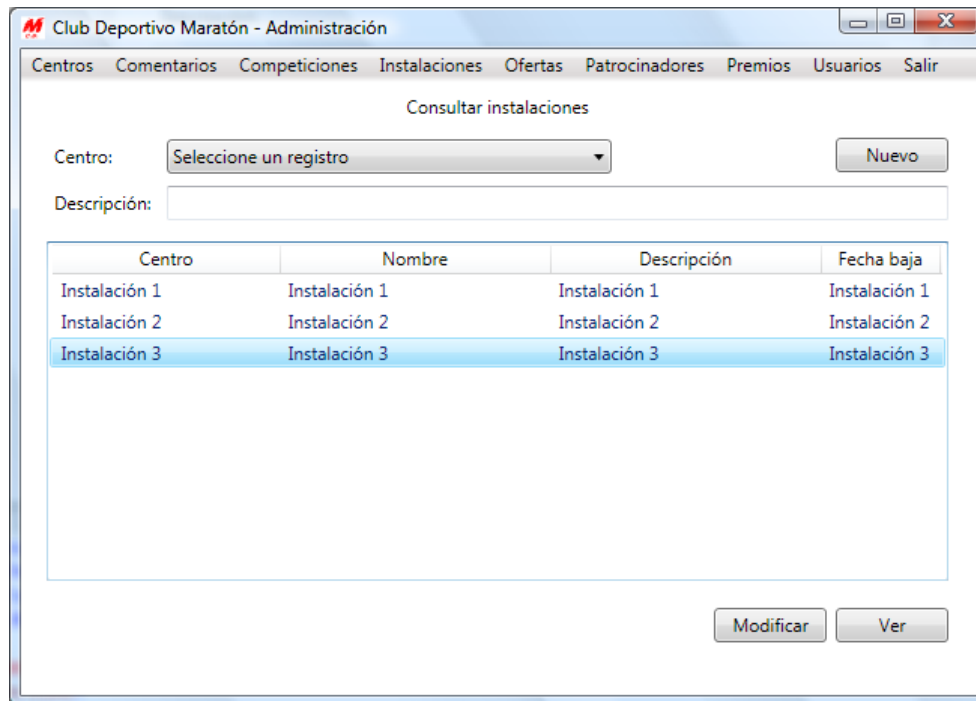 Club Deportivo Maratón - Administración
Centros Comentarios Competiciones Instalaciones Ofertas Patrocinadores Premios Usuarios Salir
Consultar instalaciones
Centro: Seleccione un registro Nuevo
Descripción:
Centro Nombre Descripción Fecha baja
Instalación 1 Instalación 1 Instalación 1 Instalación 1
Instalación 2 Instalación 2 Instalación 2 Instalación 2
Instalación 3 Instalación 3 Instalación 3 Instalación 3
Modificar Ver